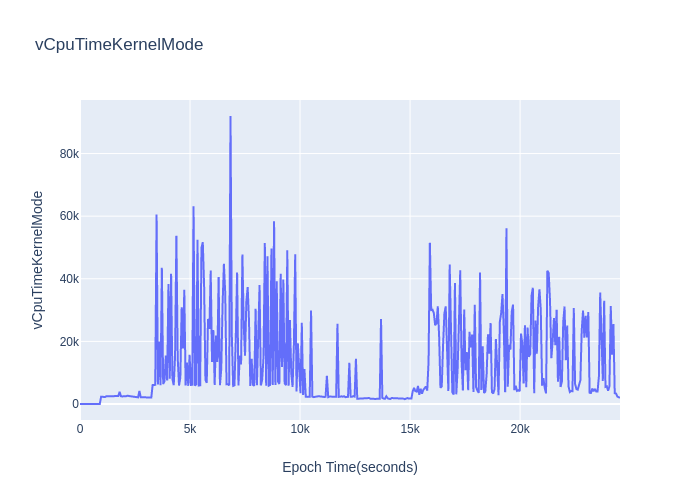 vCpuTimeKernelMode
80k
60k
40k
20k
0
0 5k 10k 15k 20k
vCpuTimeKernelMode
Epoch Time(seconds)